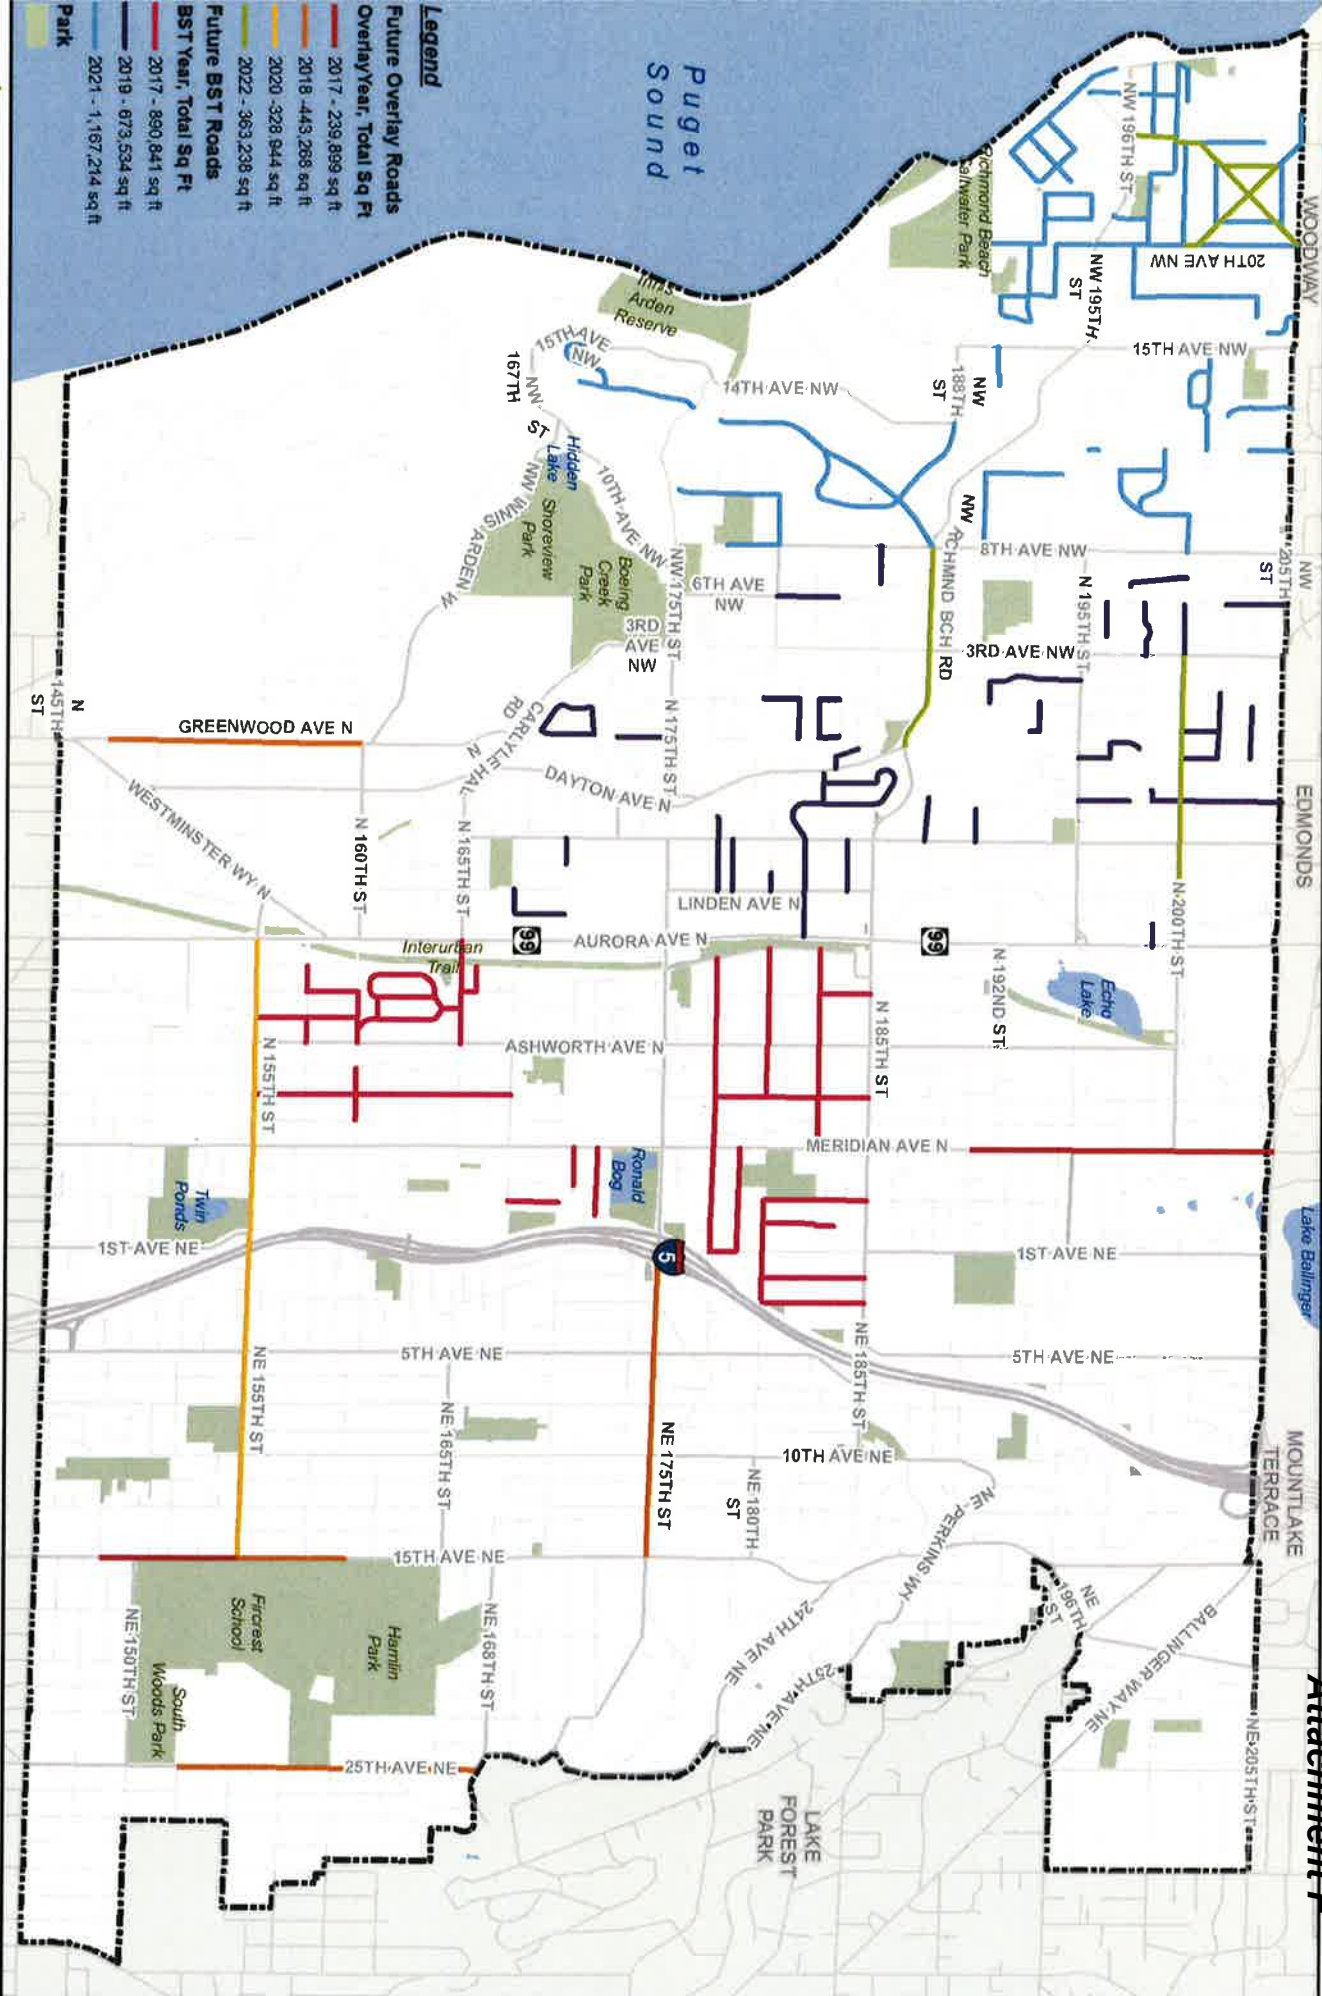 Attachment F
WOODWAY
EDMONDS
MOUNTLAKE
TERRACE
Lake Ballinger
NW
205TH
ST
NE 205TH ST
20TH AVE NW
NW 196TH ST
NW 195TH
ST
15TH AVE NW
8TH AVE NW
N 195TH ST
3RD AVE NW
N 200TH ST
Echo
Lake
N 192ND ST
99
MERIDIAN AVE N
1ST AVE NE
5TH AVE NE
BALLINGER WAY NE
NE
196TH
ST
NE PERKINS WY
Richmond Beach
Saltwater Park
NW
188TH
ST
NW
RICHMND BCH RD
N 185TH ST
NE 185TH ST
10TH AVE NE
NE 180TH
ST
24TH AVE NE
25TH AVE NE
LAKE
FOREST
PARK
Puget
Sound
Innis
Arden
Reserve
14TH AVE NW
15TH AVE
NW
NW
167TH
ST
Hidden
Lake
10TH AVE NW
NW 175TH ST
6TH AVE
NW
3RD
AVE
NW
N 175TH ST
LINDEN AVE N
AURORA AVE N
Shoreview
Park
Boeing
Creek
Park
NW INNIS ARDEN W
CARLYLE HAL
RD
N
DAYTON AVE N
99
ASHWORTH AVE N
Ronald
Bog
5
NE 175TH ST
GREENWOOD AVE N
N 165TH ST
N 160TH ST
WESTMINSTER WY N
Interurban
Trail
N 155TH ST
Twin
Ponds
1ST AVE NE
5TH AVE NE
NE 155TH ST
NE 165TH ST
15TH AVE NE
NE 168TH ST
Hamlin
Park
Fircrest
School
NE 150TH ST
South
Woods Park
25TH AVE NE
N
145TH
ST
Legend
Future Overlay Roads
OverlayYear, Total Sq Ft
2017 - 239,899 sq ft
2018 -443,268 sq ft
2020 -328,944 sq ft
2022 - 363,238 sq ft
Future BST Roads
BST Year, Total Sq Ft
2017 - 890,841 sq ft
2019 - 673,534 sq ft
2021 - 1,167,214 sq ft
Park